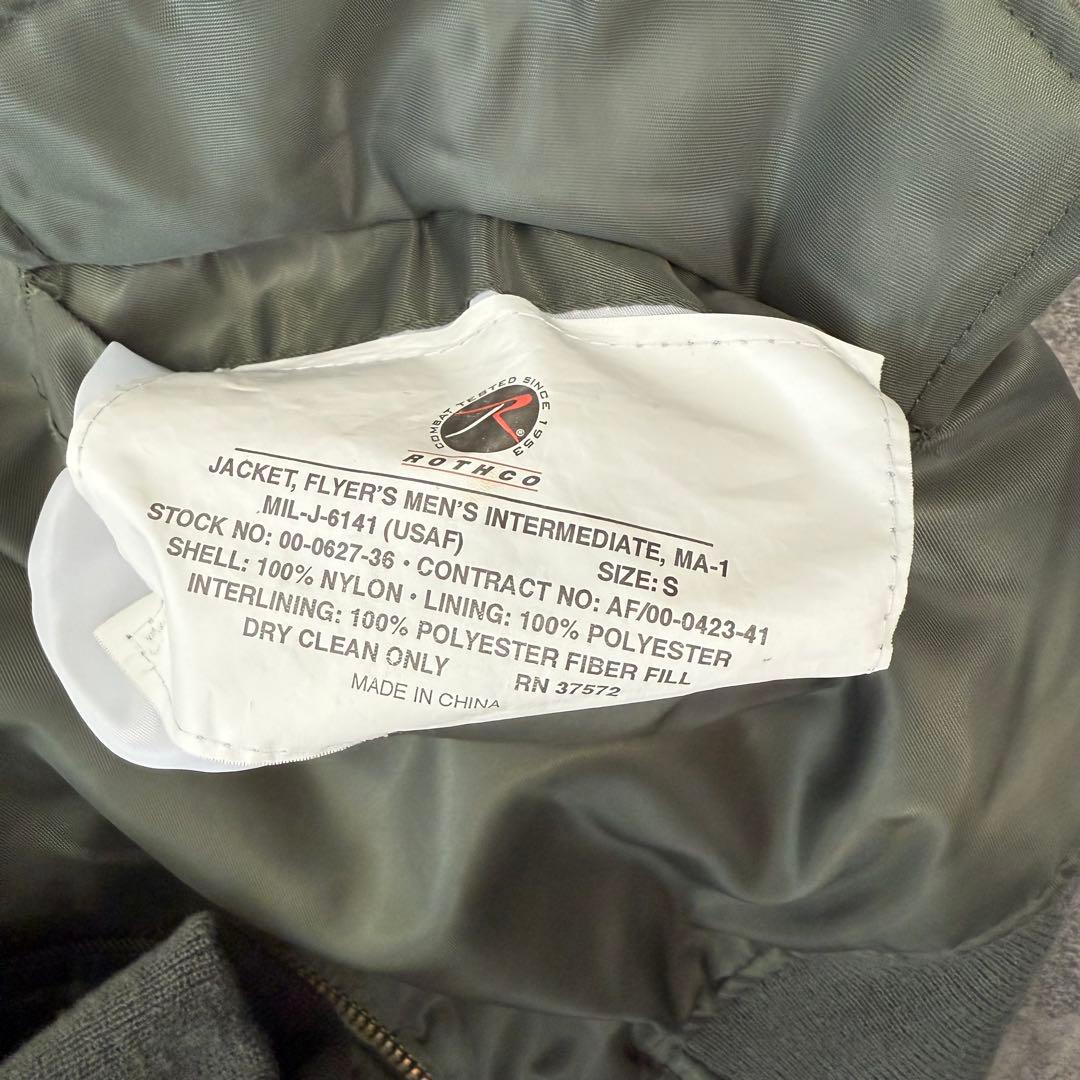 COMBAT TESTED SINCE 1953
R®
ROTHCO
JACKET, FLYER'S MEN'S INTERMEDIATE, MA-1
MIL-J-6141 (USAF) SIZE: S
STOCK NO: 00-0627-36 • CONTRACT NO: AF/00-0423-41
SHELL: 100% NYLON • LINING: 100% POLYESTER
INTERLINING: 100% POLYESTER FIBER FILL
DRY CLEAN ONLY RN 37572
MADE IN CHINA